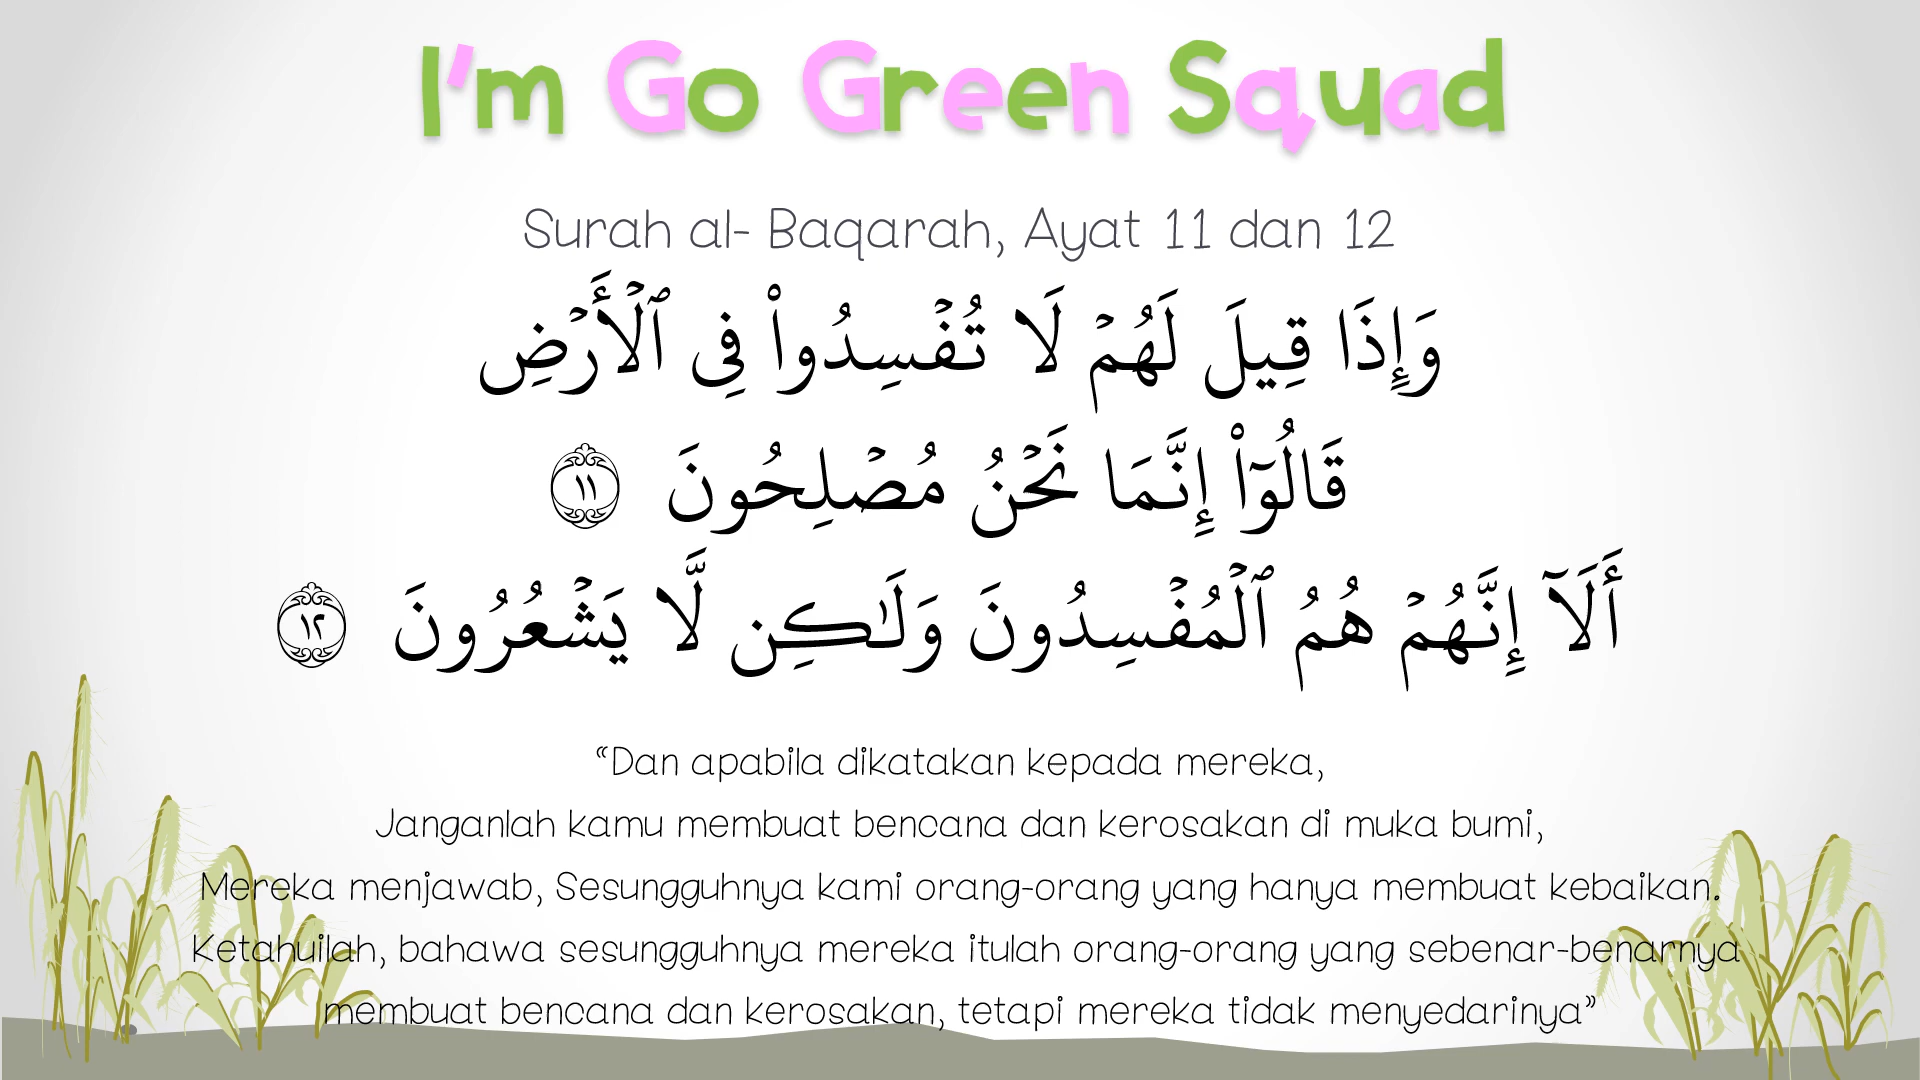 I'm Go Green Squad
Surah al- Baqarah, Ayat 11 dan 12
وَإِذَا قِيلَ لَهُمۡ لَا تُفۡسِدُواْ فِى ٱلۡأَرۡضِ
قَالُوٓاْ إِنَّمَا نَحۡنُ مُصۡلِحُونَ ١١
أَلَآ إِنَّهُمۡ هُمُ ٱلۡمُفۡسِدُونَ وَلَـٰكِن لَّا يَشۡعُرُونَ ١٢
“Dan apabila dikatakan kepada mereka,
Janganlah kamu membuat bencana dan kerosakan di muka bumi,
Mereka menjawab, Sesungguhnya kami orang-orang yang hanya membuat kebaikan.
Ketahuilah, bahawa sesungguhnya mereka itulah orang-orang yang sebenar-benarnya
membuat bencana dan kerosakan, tetapi mereka tidak menyedarinya”